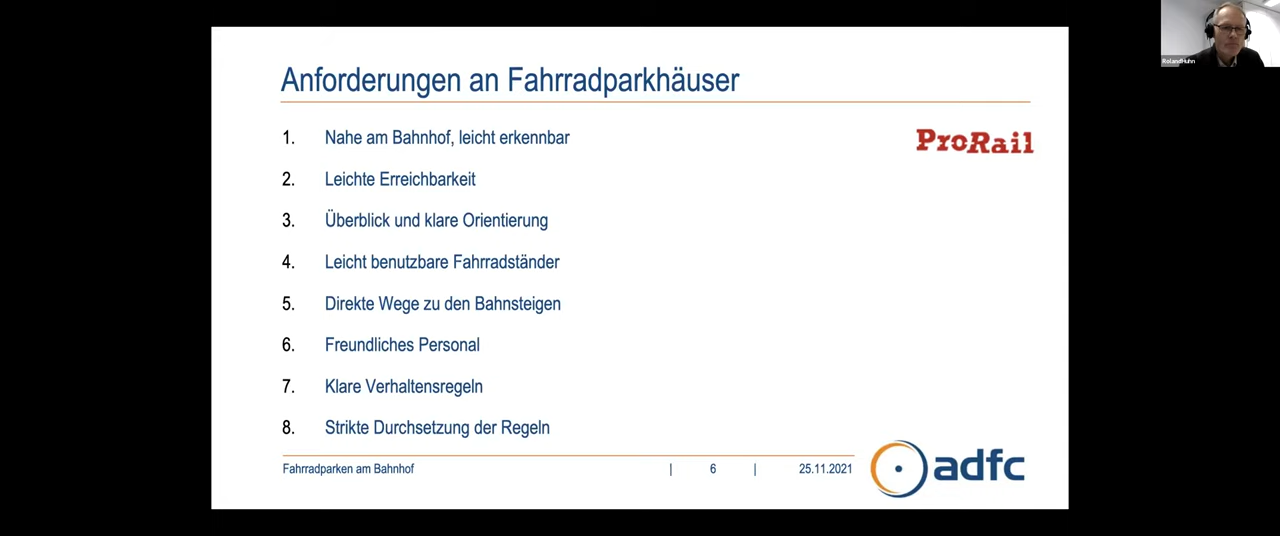 RolandHuhn
Anforderungen an Fahrradparkhäuser
ProRail
1. Nahe am Bahnhof, leicht erkennbar
2. Leichte Erreichbarkeit
3. Überblick und klare Orientierung
4. Leicht benutzbare Fahrradständer
5. Direkte Wege zu den Bahnsteigen
6. Freundliches Personal
7. Klare Verhaltensregeln
8. Strikte Durchsetzung der Regeln
Fahrradparken am Bahnhof | 6 | 25.11.2021
adfc